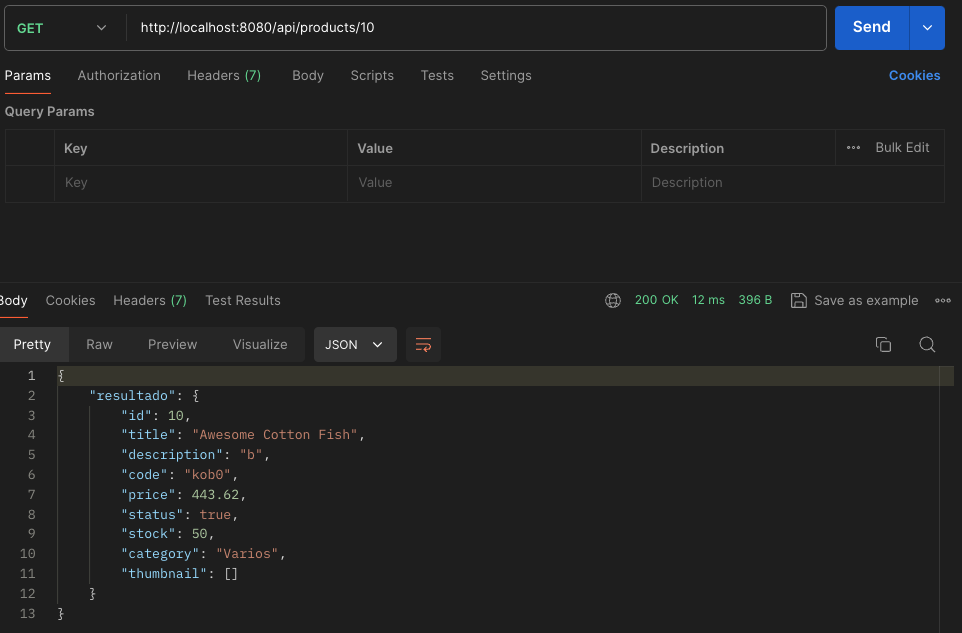 GET http://localhost:8080/api/products/10 Send
Params Authorization Headers (7) Body Scripts Tests Settings Cookies
Query Params
Key Value Description Bulk Edit
Key Value Description
Body Cookies Headers (7) Test Results 200 OK 12 ms 396 B Save as example
Pretty Raw Preview Visualize JSON
1 {
2 "resultado": {
3 "id": 10,
4 "title": "Awesome Cotton Fish",
5 "description": "b",
6 "code": "kob0",
7 "price": 443.62,
8 "status": true,
9 "stock": 50,
10 "category": "Varios",
11 "thumbnail": []
12 }
13 }